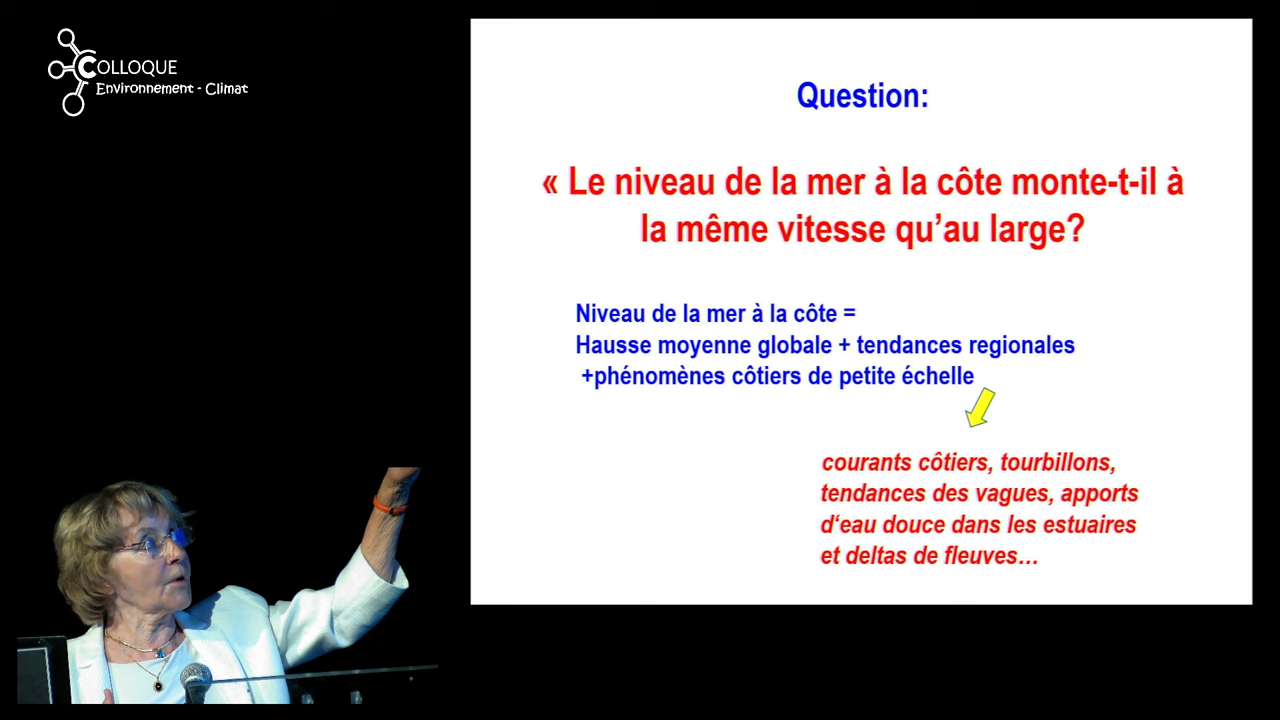 COLLOQUE
Environnement - Climat
Question:
« Le niveau de la mer à la côte monte-t-il à
la même vitesse qu’au large?
Niveau de la mer à la côte =
Hausse moyenne globale + tendances regionales
+phénomènes côtiers de petite échelle
courants côtiers, tourbillons,
tendances des vagues, apports
d‘eau douce dans les estuaires
et deltas de fleuves…